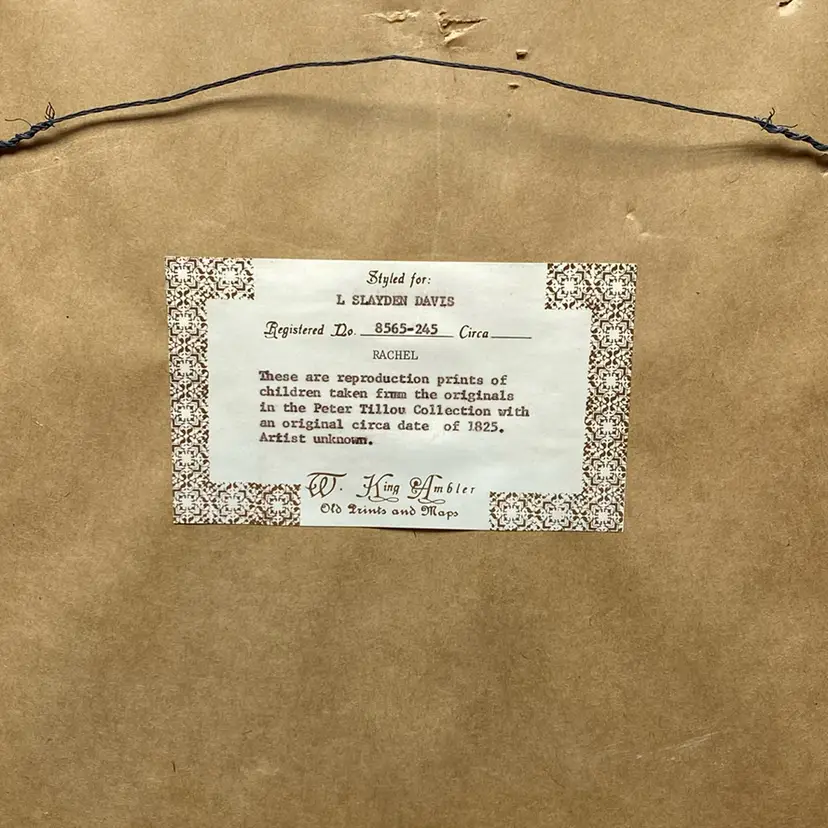 Styled for:
L SLAYDEN DAVIS
Registered No. 8565-245 Circa
RACHEL
These are reproduction prints of
children taken frmm the originals
in the Peter Tillou Collection with
an original circa date of 1825.
Artist unknown.
W. King Ambler
Old Prints and Maps